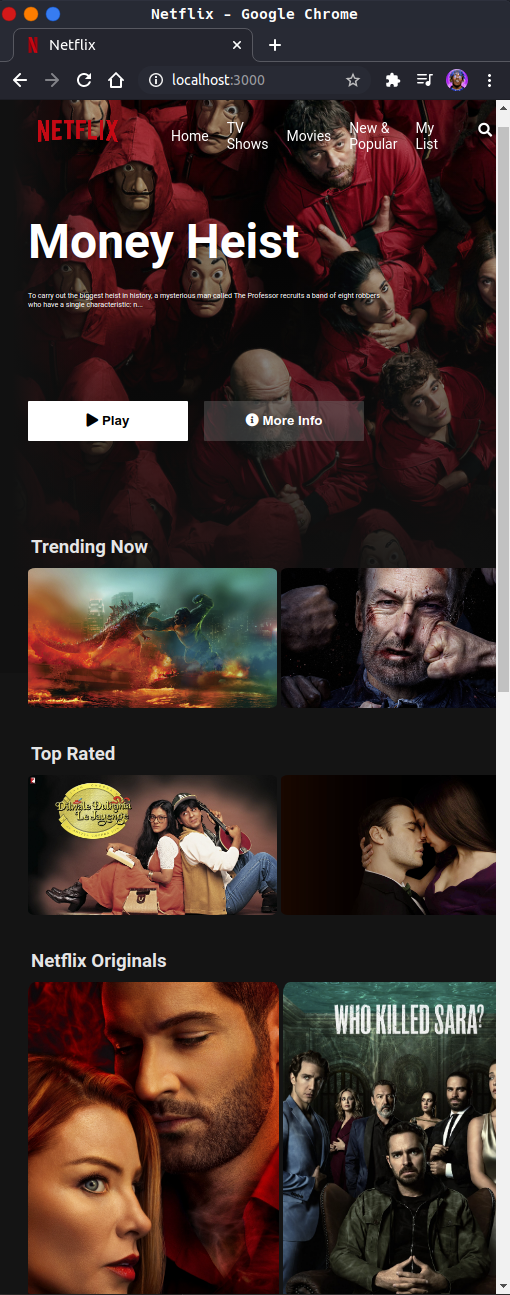 Netflix - Google Chrome
Netflix
localhost:3000
NETFLIX
Home
TV
Shows
Movies
New &
Popular
My
List
Money Heist
To carry out the biggest heist in history, a mysterious man called The Professor recruits a band of eight robbers
who have a single characteristic: n...
Play
More Info
Trending Now
Top Rated
Dilwale Dulhania
Le Jayenge
Netflix Originals
WHO KILLED SARA?